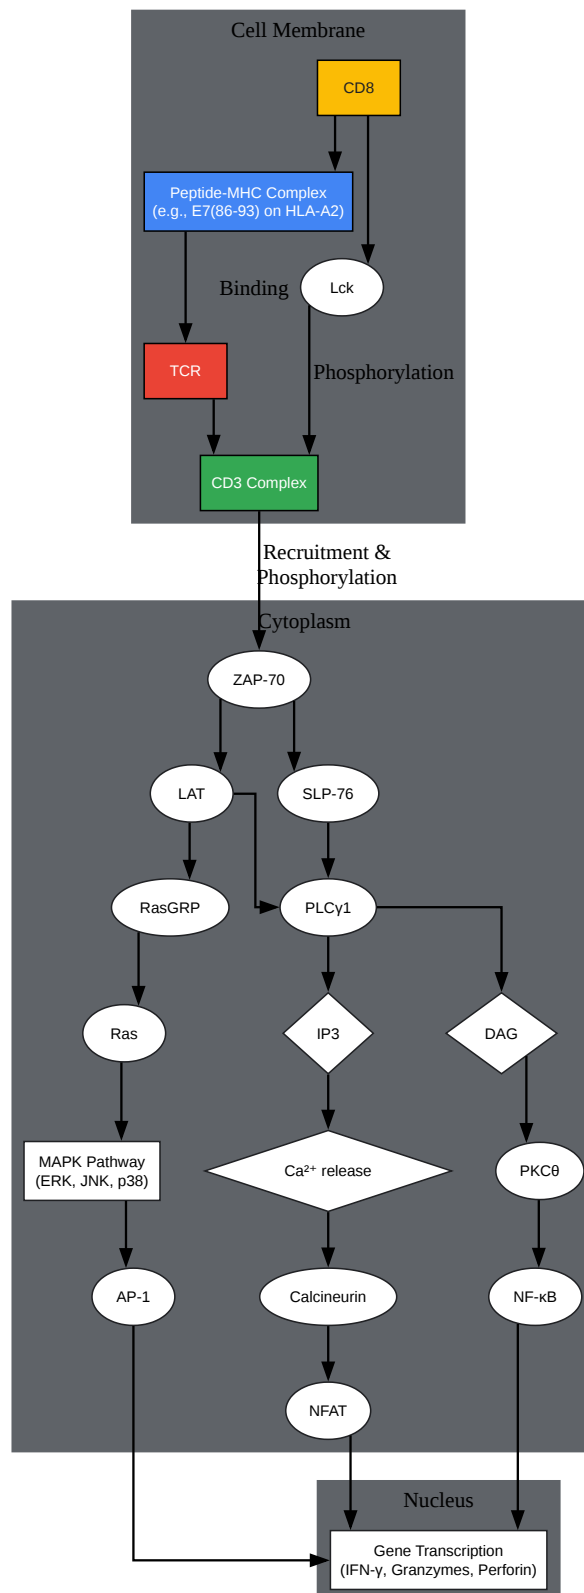 Cell Membrane
CD8
Peptide-MHC Complex
(e.g., E7(86-93) on HLA-A2)
Binding
Lck
TCR
Phosphorylation
CD3 Complex
Recruitment &
Phosphorylation
Cytoplasm
ZAP-70
LAT
SLP-76
RasGRP
PLCγ1
Ras
IP3
DAG
MAPK Pathway
(ERK, JNK, p38)
Ca²⁺ release
PKCθ
AP-1
Calcineurin
NF-κB
NFAT
Nucleus
Gene Transcription
(IFN-γ, Granzymes, Perforin)